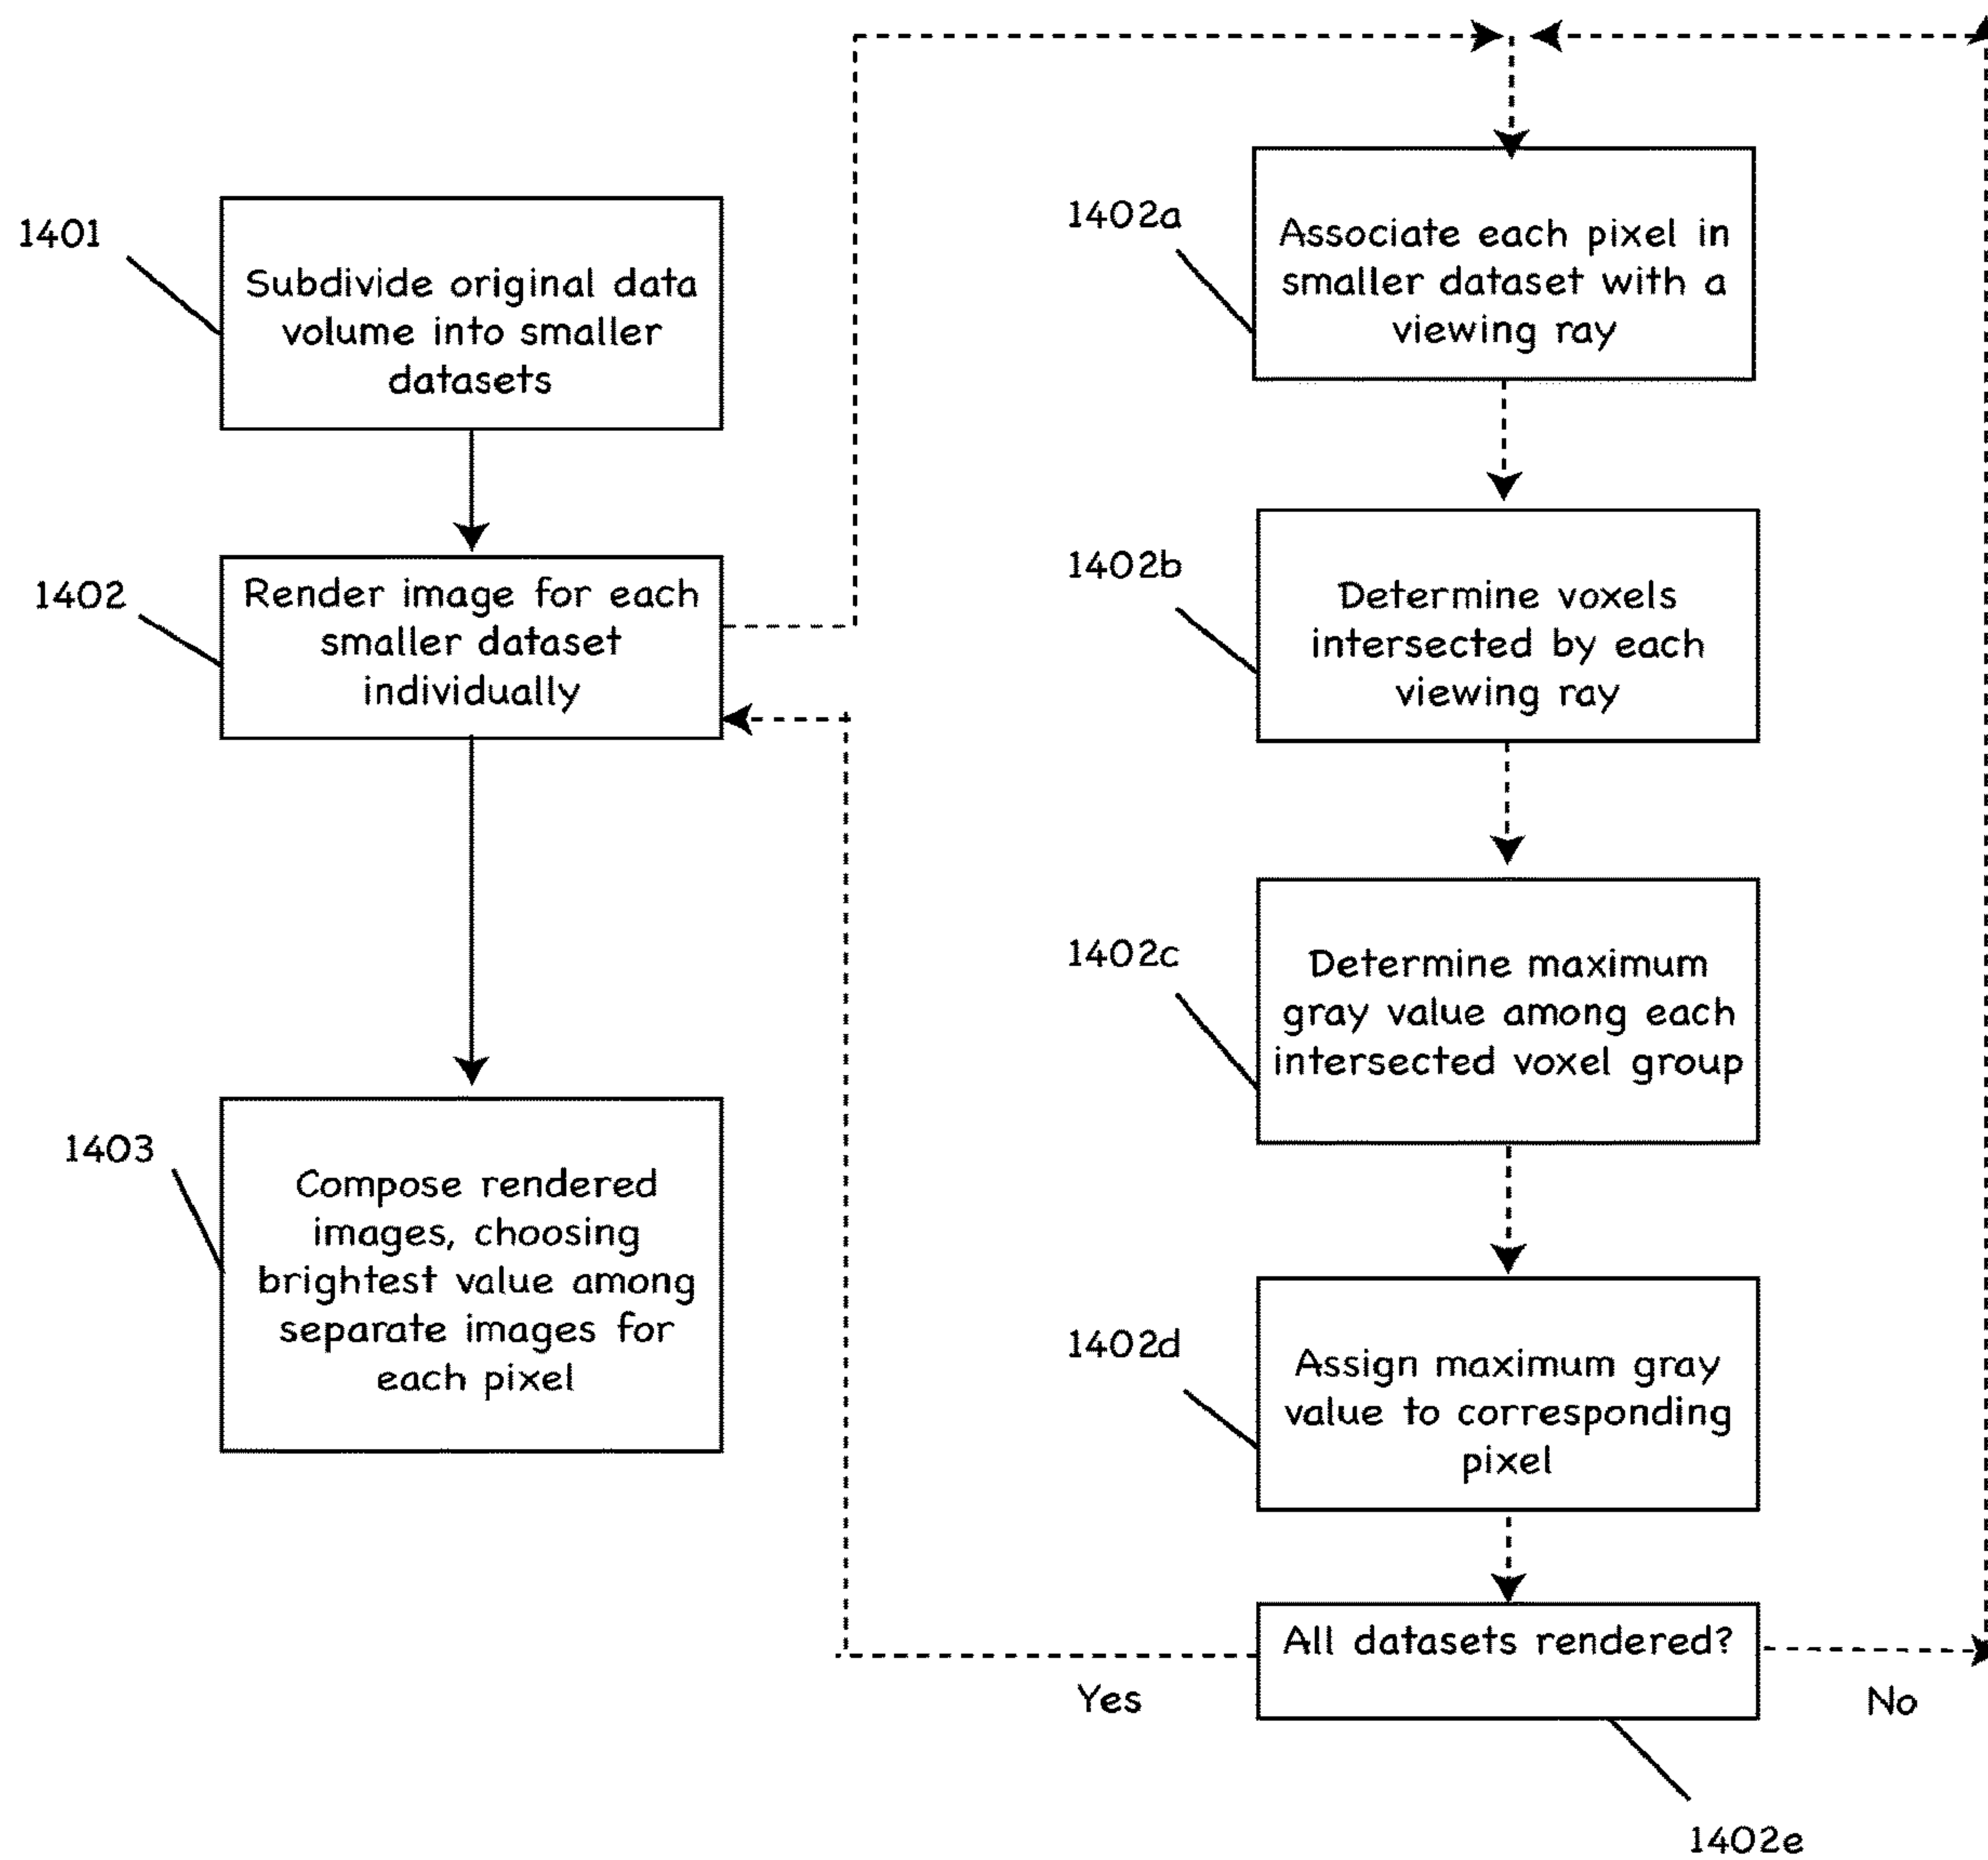 1401
Subdivide original data
volume into smaller
datasets
1402
Render image for each
smaller dataset
individually
1403
Compose rendered
images, choosing
brightest value among
separate images for
each pixel
1402a
Associate each pixel in
smaller dataset with a
viewing ray
1402b
Determine voxels
intersected by each
viewing ray
1402c
Determine maximum
gray value among each
intersected voxel group
1402d
Assign maximum gray
value to corresponding
pixel
All datasets rendered?
Yes
No
1402e